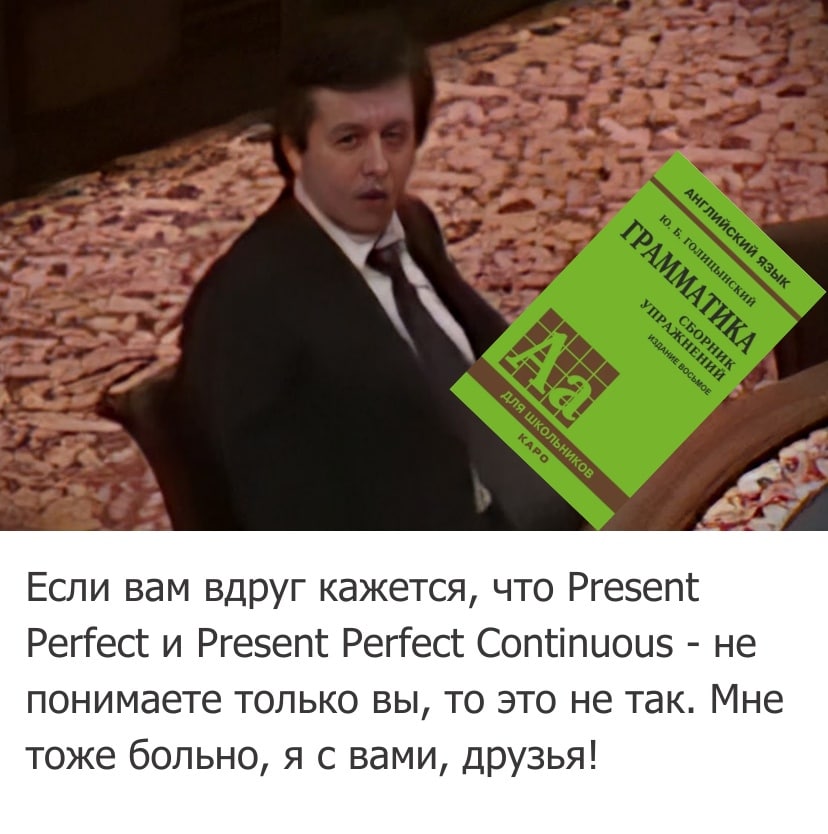 АНГЛИЙСКИЙ ЯЗЫК
Ю. Б. ГОЛИЦЫНСКИЙ
ГРАММАТИКА
СБОРНИК
УПРАЖНЕНИЙ
ИЗДАНИЕ ВОСЬМОЕ
Аа
ДЛЯ ШКОЛЬНИКОВ
КАРО
Если вам вдруг кажется, что Present
Perfect и Present Perfect Continuous - не
понимаете только вы, то это не так. Мне
тоже больно, я с вами, друзья!